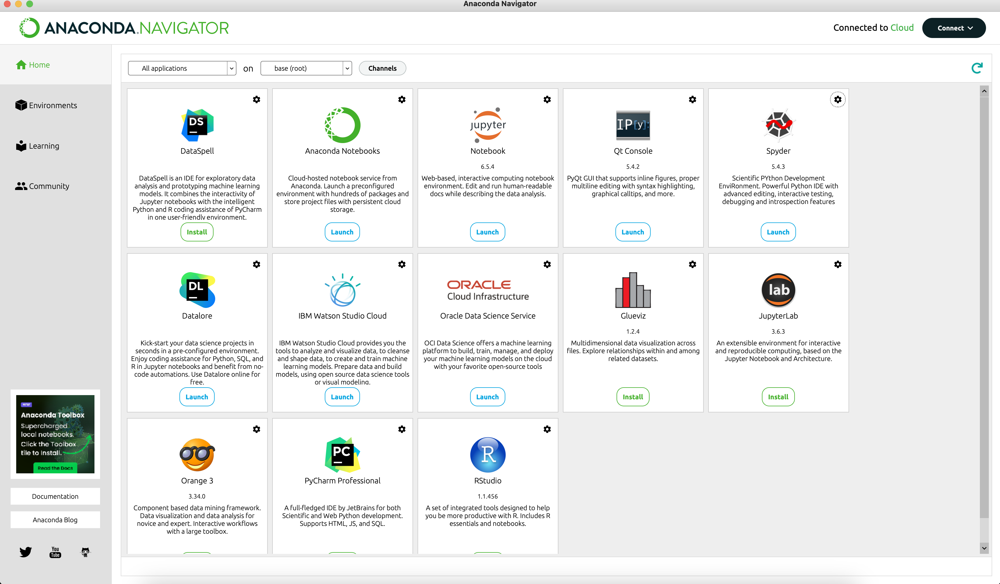 Anaconda Navigator
ANACONDA.NAVIGATOR
Connected to Cloud
Connect
Home
Environments
Learning
Community
All applications
on
base (root)
Channels
DS
DataSpell
DataSpell is an IDE for exploratory data
analysis and prototyping machine learning
models. It combines the interactivity of
Jupyter notebooks with the intelligent
Python and R coding assistance of PyCharm
in one user-friendly environment.
Install
Anaconda Notebooks
Cloud-hosted notebook service from
Anaconda. Launch a preconfigured
environment with hundreds of packages and
store project files with persistent cloud
storage.
Launch
jupyter
Notebook
6.5.4
Web-based, interactive computing notebook
environment. Edit and run human-readable
docs while describing the data analysis.
Launch
IP[y]:
Qt Console
5.4.2
PyQt GUI that supports inline figures, proper
multiline editing with syntax highlighting,
graphical calltips, and more.
Launch
Spyder
5.4.3
Scientific PYthon Development
EnviRonment. Powerful Python IDE with
advanced editing, interactive testing,
debugging and introspection features
Launch
DL
Datalore
Kick-start your data science projects in
seconds in a pre-configured environment.
Enjoy coding assistance for Python, SQL, and
R in Jupyter notebooks and benefit from no-
code automations. Use Datalore online for
free.
Launch
IBM Watson Studio Cloud
IBM Watson Studio Cloud provides you the
tools to analyze and visualize data, to cleanse
and shape data, to create and train machine
learning models. Prepare data and build
models, using open source data science tools
or visual modeling.
Launch
ORACLE
Cloud Infrastructure
Oracle Data Science Service
OCI Data Science offers a machine learning
platform to build, train, manage, and deploy
your machine learning models on the cloud
with your favorite open-source tools
Launch
Glueviz
1.2.4
Multidimensional data visualization across
files. Explore relationships within and among
related datasets.
Install
lab
JupyterLab
3.6.3
An extensible environment for interactive
and reproducible computing, based on the
Jupyter Notebook and Architecture.
Install
Orange 3
3.34.0
Component based data mining framework.
Data visualization and data analysis for
novice and expert. Interactive workflows
with a large toolbox.
PC
PyCharm Professional
A full-fledged IDE by JetBrains for both
Scientific and Web Python development.
Supports HTML, JS, and SQL.
R
RStudio
1.1.456
A set of integrated tools designed to help
you be more productive with R. Includes R
essentials and notebooks.
NEW
Anaconda Toolbox
Supercharged
local notebooks.
Click the Toolbox
tile to Install.
Read the Docs
Documentation
Anaconda Blog
You
Tube